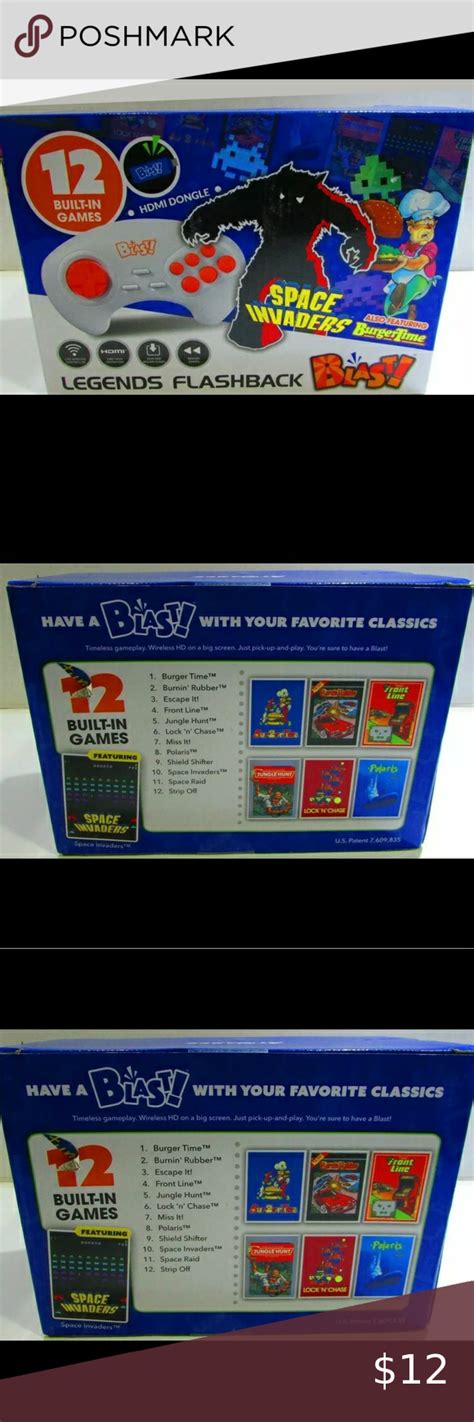 POSHMARK
12
BUILT-IN
GAMES
BLAST!
HDMI DONGLE
BLAST!
SPACE
INVADERS
ALSO FEATURING
BurgerTime
HDMI
LEGENDS FLASHBACK BLAST!
HAVE A BLAST! WITH YOUR FAVORITE CLASSICS
Timeless gameplay. Wireless HD on a big screen. Just pick-up-and-play. You're sure to have a Blast!
12
BUILT-IN
GAMES
FEATURING
SPACE
INVADERS
Space Invaders™
1. Burger Time™
2. Burnin' Rubber™
3. Escape It!
4. Front Line™
5. Jungle Hunt™
6. Lock 'n' Chase™
7. Miss It!
8. Polaris™
9. Shield Shifter
10. Space Invaders™
11. Space Raid
12. Strip Off
Front
Line
JUNGLE HUNT
LOCK'N'CHASE
Polaris
U.S. Patent 7,609,835
HAVE A BLAST! WITH YOUR FAVORITE CLASSICS
Timeless gameplay. Wireless HD on a big screen. Just pick-up-and-play. You're sure to have a Blast!
12
BUILT-IN
GAMES
FEATURING
SPACE
INVADERS
Space Invaders™
1. Burger Time™
2. Burnin' Rubber™
3. Escape It!
4. Front Line™
5. Jungle Hunt™
6. Lock 'n' Chase™
7. Miss It!
8. Polaris™
9. Shield Shifter
10. Space Invaders™
11. Space Raid
12. Strip Off
Front
Line
JUNGLE HUNT
LOCK'N'CHASE
Polaris
$12